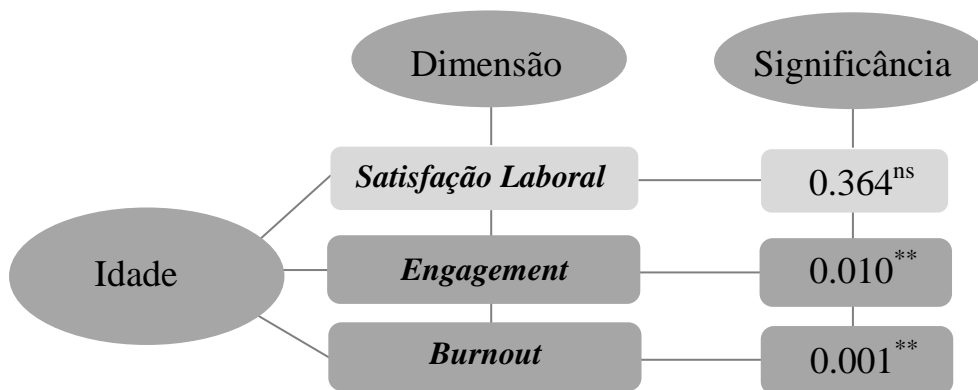 Dimensão
Significância
Satisfação Laboral
0.364ns
Idade
Engagement
0.010**
Burnout
0.001**